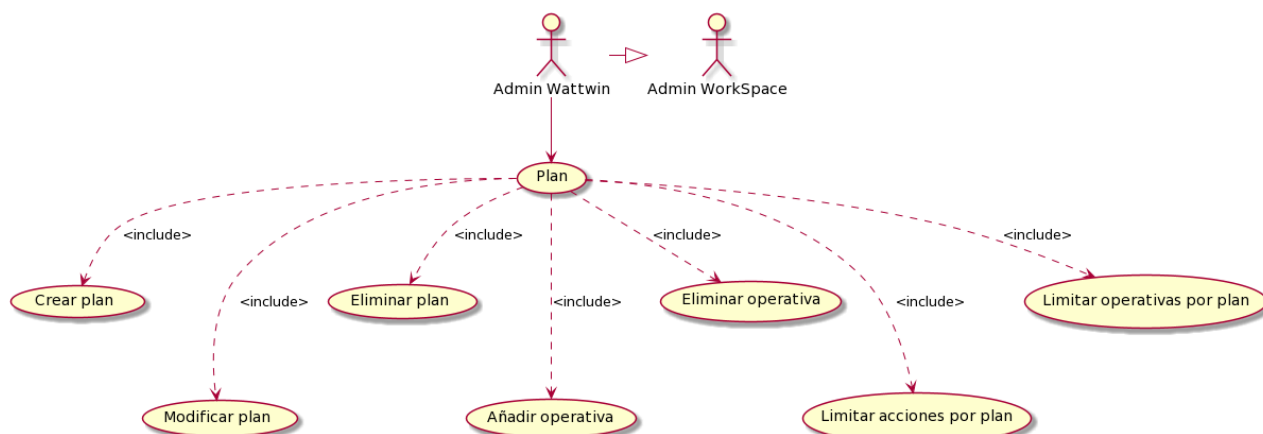 Admin Wattwin
Admin WorkSpace
Plan
<include>
<include>
<include>
<include>
<include>
<include>
<include>
Crear plan
Eliminar plan
Eliminar operativa
Limitar operativas por plan
Modificar plan
Añadir operativa
Limitar acciones por plan